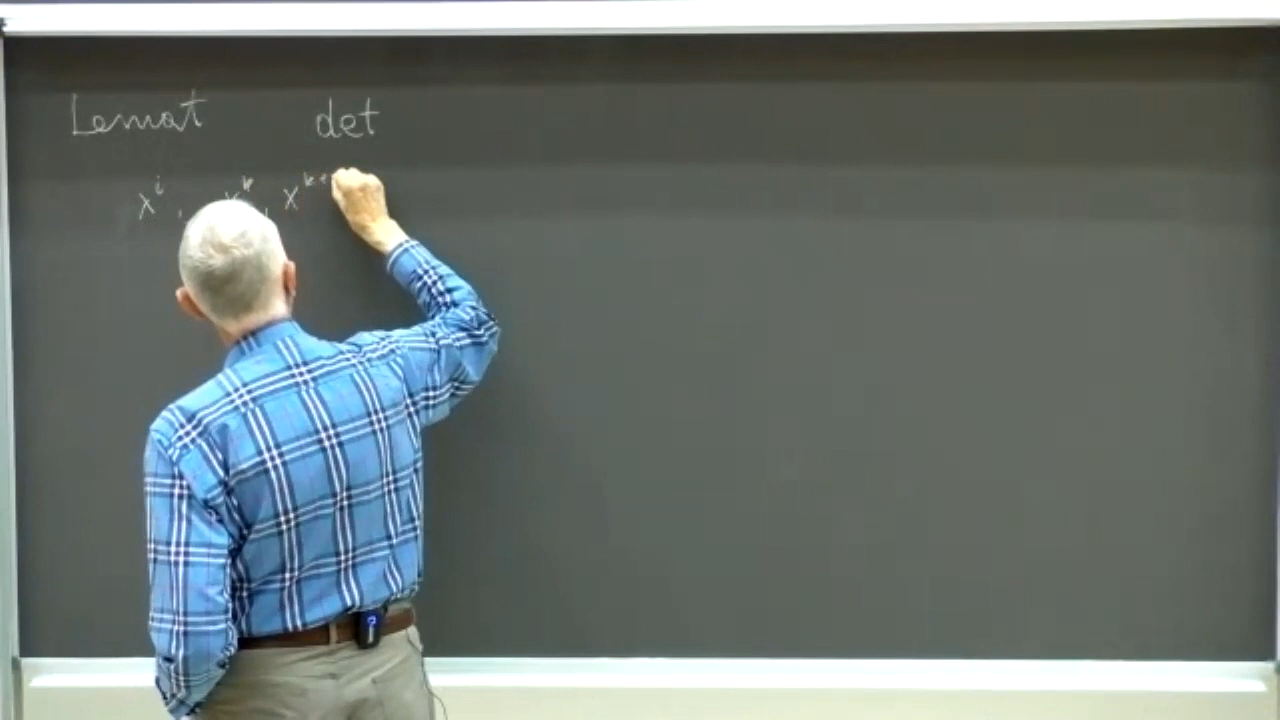 Lemat det
x^i, x^k, x^k+